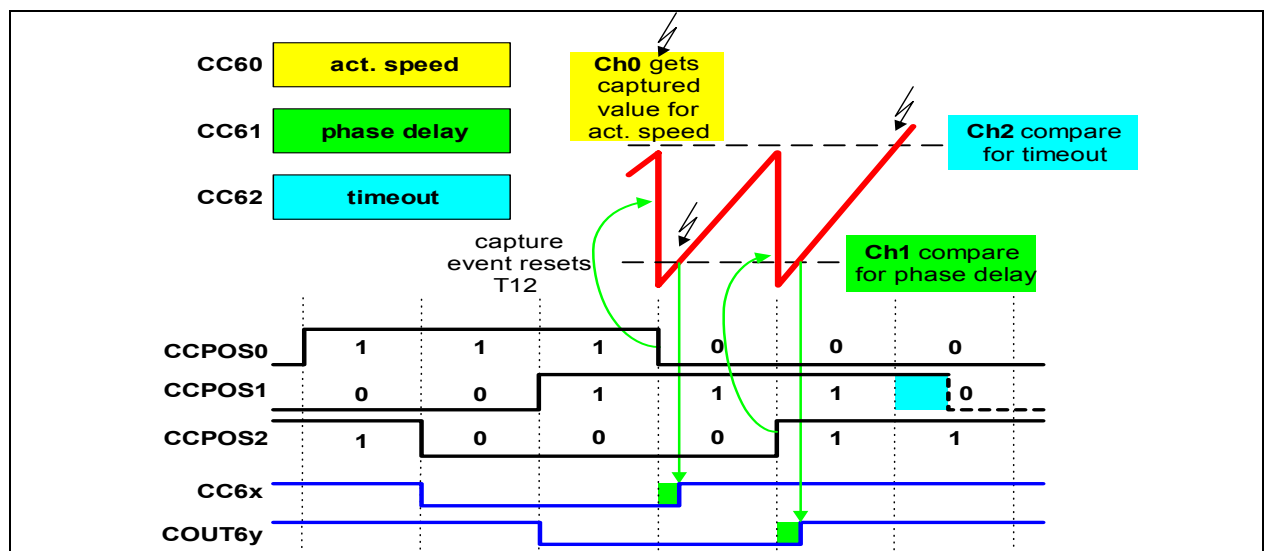 CC60
act. speed
CC61
phase delay
CC62
timeout
Ch0 gets
captured
value for
act. speed
Ch2 compare
for timeout
capture
event resets
T12
Ch1 compare
for phase delay
CCPOS0 1 1 1 0 0 0
CCPOS1 0 0 1 1 1 0
CCPOS2 1 0 0 0 1 1
CC6x
COUT6y